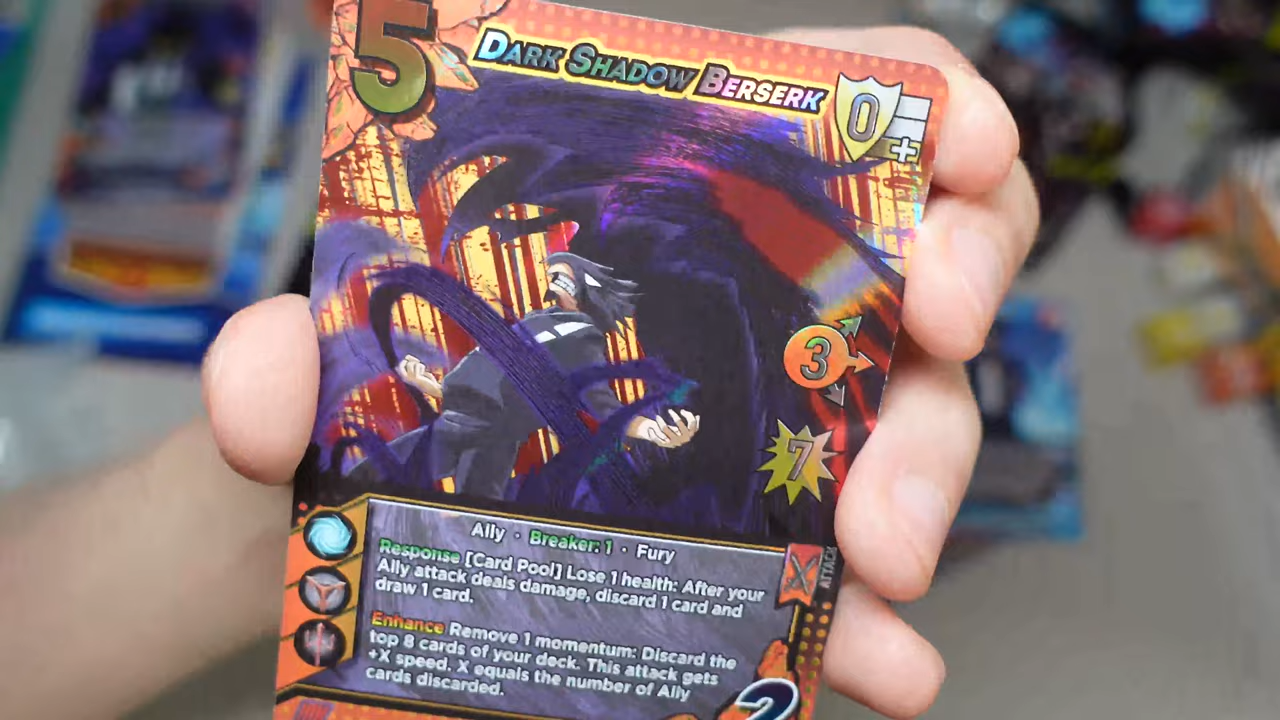 5
DARK SHADOW BERSERK
0
+
3
7
Ally · Breaker: 1 · Fury
Response [Card Pool] Lose 1 health: After your
Ally attack deals damage, discard 1 card and
draw 1 card.
Enhance Remove 1 momentum: Discard the
top 8 cards of your deck. This attack gets
+X speed. X equals the number of Ally
cards discarded.
ATTACK
2